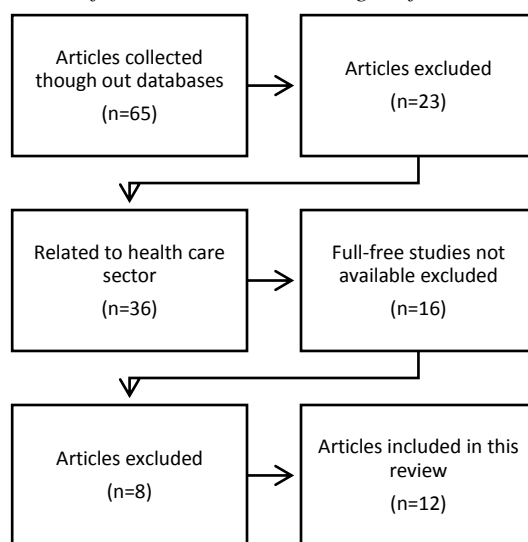 Articles collected
though out databases
(n=65)
Articles excluded
(n=23)
Related to health care
sector
(n=36)
Full-free studies not
available excluded
(n=16)
Articles excluded
(n=8)
Articles included in this
review
(n=12)